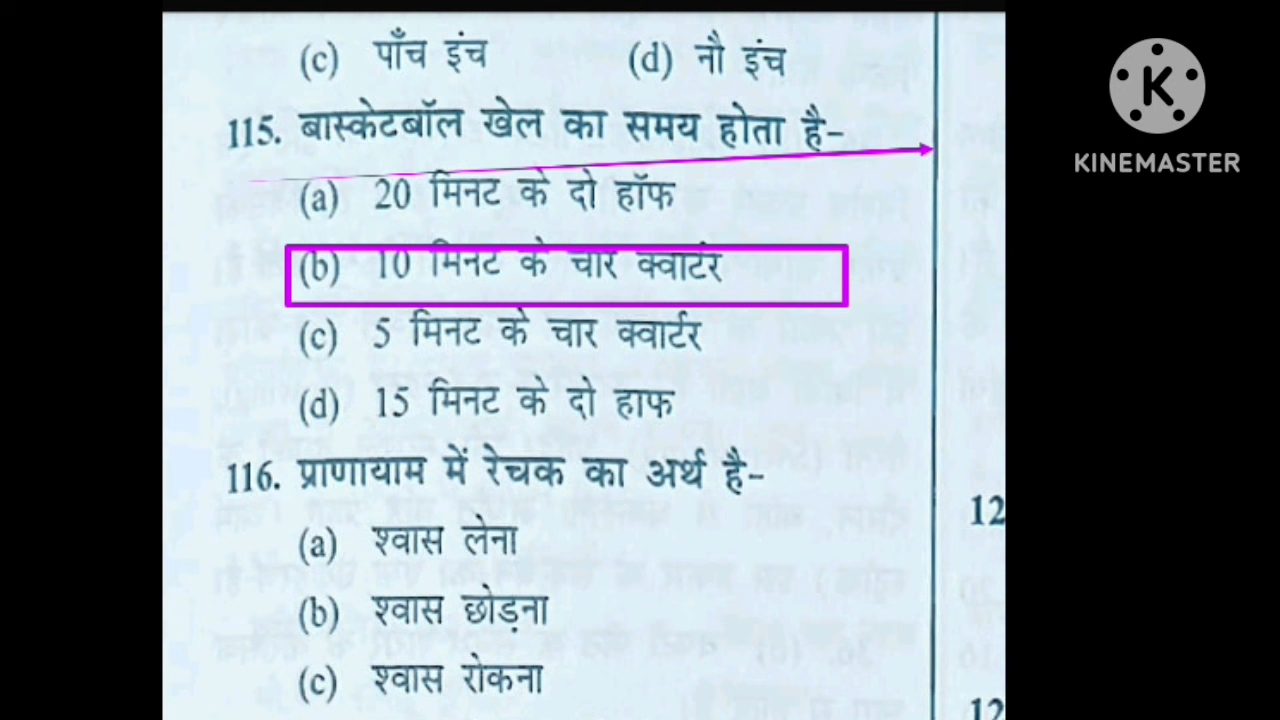 (c) पाँच इंच (d) नौ इंच
115. बास्केटबॉल खेल का समय होता है-
(a) 20 मिनट के दो हॉफ
(b) 10 मिनट के चार क्वार्टर
(c) 5 मिनट के चार क्वार्टर
(d) 15 मिनट के दो हाफ
116. प्राणायाम में रेचक का अर्थ है-
(a) श्वास लेना
(b) श्वास छोड़ना
(c) श्वास रोकना
12
12
K
KINEMASTER